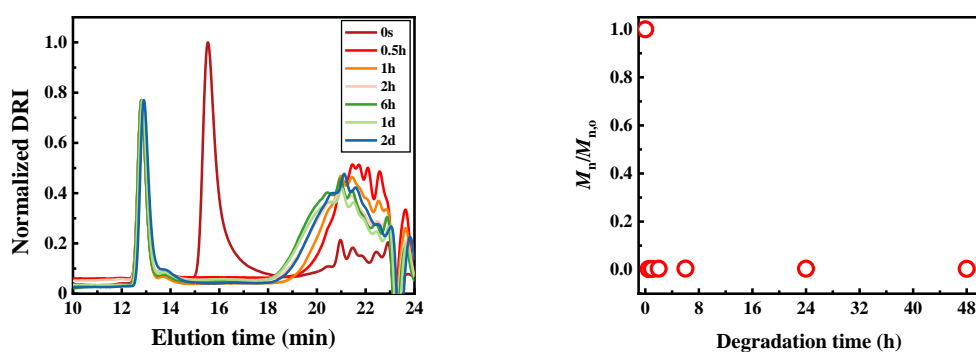 Normalized DRI
1.0
0.8
0.6
0.4
0.2
0
10 12 14 16 18 20 22 24
Elution time (min)
0s
0.5h
1h
2h
6h
1d
2d
Mn/Mn,o
1.0
0.8
0.6
0.4
0.2
0.0
0 8 16 24 32 40 48
Degradation time (h)